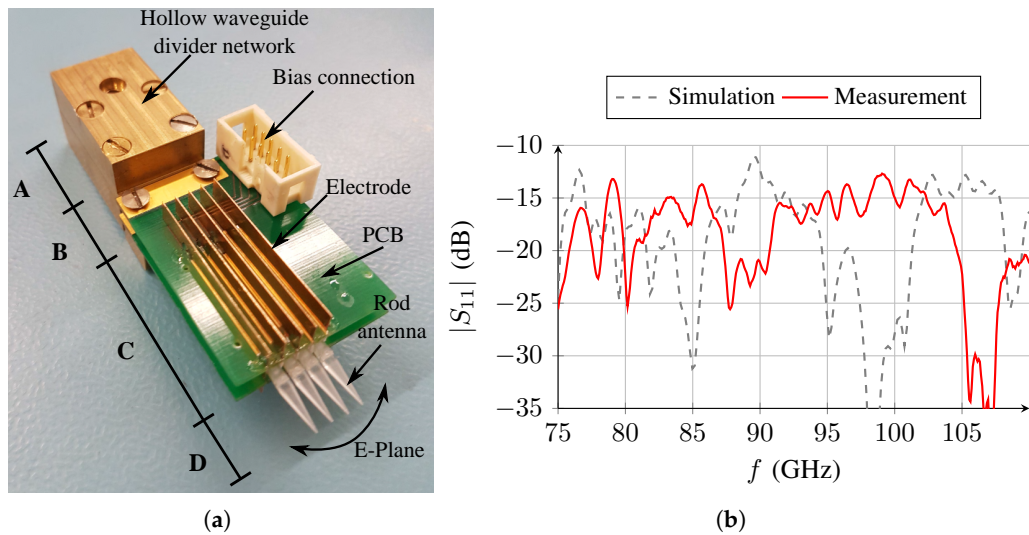 Hollow waveguide
divider network
Bias connection
Electrode
PCB
Rod
antenna
E-Plane
A
B
C
D
(a)
Simulation Measurement
−10
−15
−20
−25
−30
−35
|S11| (dB)
75 80 85 90 95 100 105
f (GHz)
(b)